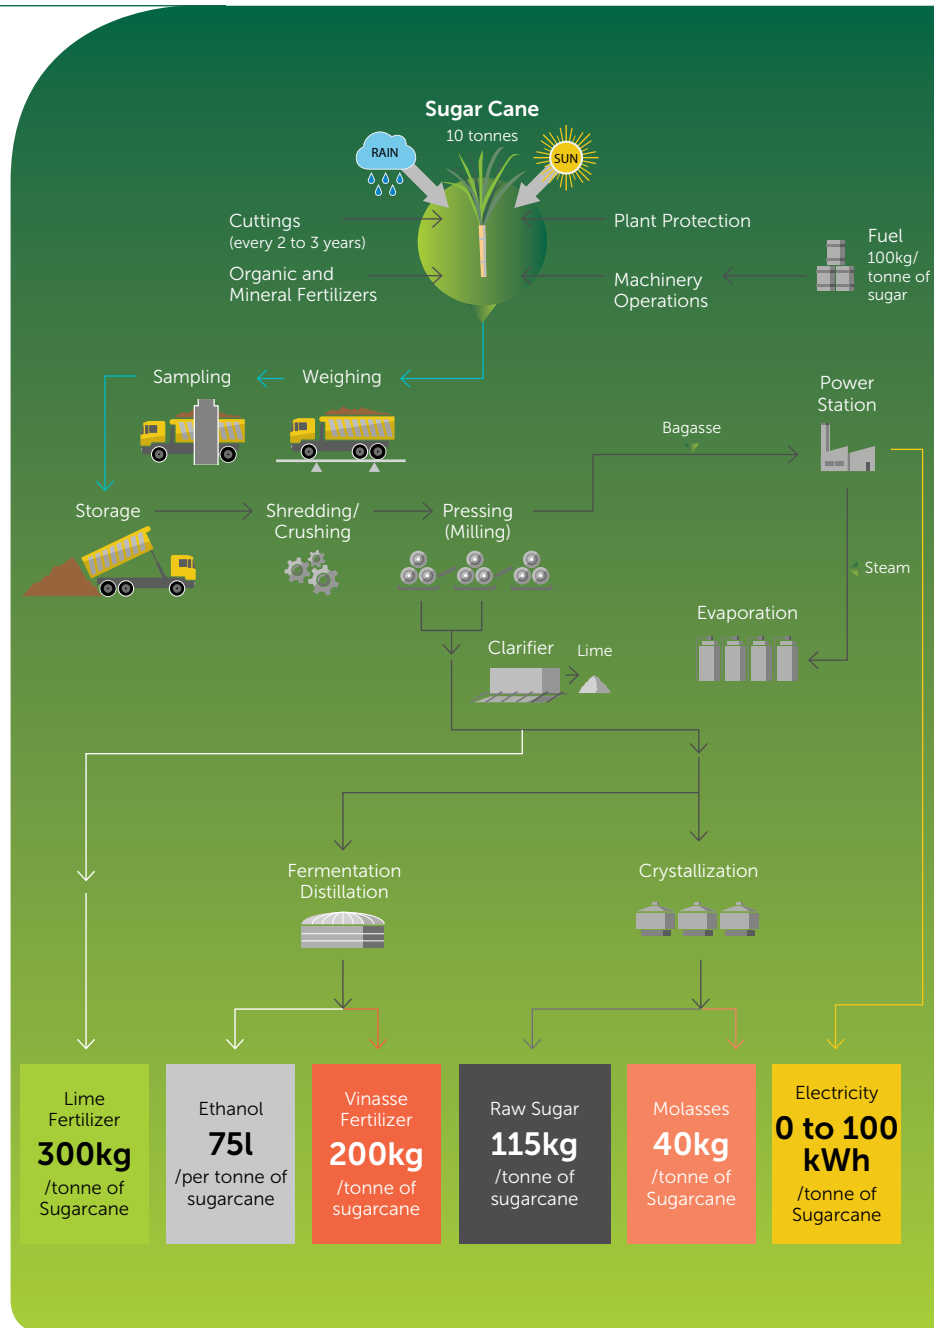 Sugar Cane
10 tonnes
RAIN
SUN
Cuttings
(every 2 to 3 years)
Organic and
Mineral Fertilizers
Plant Protection
Machinery
Operations
Fuel
100kg/
tonne of
sugar
Sampling
Weighing
Power
Station
Bagasse
Storage
Shredding/
Crushing
Pressing
(Milling)
Steam
Evaporation
Clarifier
Lime
Fermentation
Distillation
Crystallization
Lime
Fertilizer
300kg
/tonne of
Sugarcane
Ethanol
75l
/per tonne of
sugarcane
Vinasse
Fertilizer
200kg
/tonne of
sugarcane
Raw Sugar
115kg
/tonne of
sugarcane
Molasses
40kg
/tonne of
Sugarcane
Electricity
0 to 100
kWh
/tonne of
Sugarcane